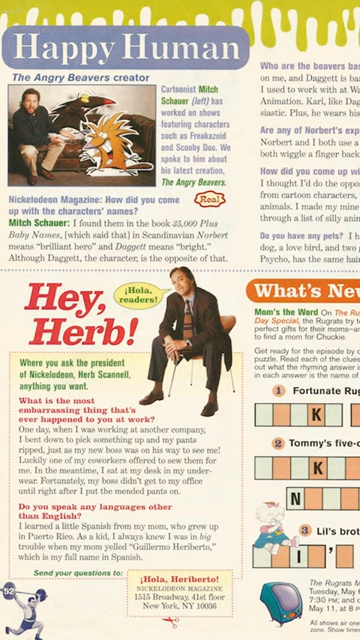 Happy Human
The Angry Beavers creator
Cartoonist Mitch
Schauer (left) has
worked on shows
featuring characters
such as Freakazoid
and Scooby Doo. We
spoke to him about
his latest creation,
The Angry Beavers.
Nickelodeon Magazine: How did you come
up with the characters' names?
Real
Mitch Schauer: I found them in the book 35,000 Plus
Baby Names, [which said that] in Scandinavian Norbert
means "brilliant hero" and Daggett means "bright."
Although Daggett, the character, is the opposite of that.
Who are the beavers bas
on me, and Daggett is ba
I used to work with at Wa
Animation. Karl, like Dag
siastic. Plus, he wears his
Are any of Norbert's exp
Norbert and I both use a
both wiggle a finger back
How did you come up wi
I thought I'd do the oppo
from cartoon characters,
animals. I made my mine
through a list of silly anim
Do you have pets? I h
dog, a love bird, and two
Psycho, has the same hair
Hey,
Herb!
¡Hola,
readers!
Where you ask the president
of Nickelodeon, Herb Scannell,
anything you want.
What is the most
embarrassing thing that's
ever happened to you at work?
One day, when I was working at another company,
I bent down to pick something up and my pants
ripped, just as my new boss was on his way to see me!
Luckily one of my coworkers offered to sew them for
me. In the meantime, I sat at my desk in my under-
wear. Fortunately, my boss didn't get to my office
until right after I put the mended pants on.
Do you speak any languages other
than English?
I learned a little Spanish from my mom, who grew up
in Puerto Rico. As a kid, I always knew I was in big
trouble when my mom yelled "Guillermo Heriberto,"
which is my full name in Spanish.
Send your questions to:
¡Hola, Heriberto!
NICKELODEON MAGAZINE
1515 Broadway, 41st floor
New York, NY 10036
52
What's New
Mom's the Word On The Ru
Day Special, the Rugrats try to
perfect gifts for their moms—an
to find a mom for Chuckie.
Get ready for the episode by c
puzzle. Read each of the clues
out what the rhyming answer is
in each answer is the name of
1 Fortunate Rug
K
2 Tommy's five-c
K
N
3 Lil's brot
I '
The Rugrats M
Tuesday, May 6
7:30 PM; and o
May 11, at 8 P
All shows air on
zone. Show times